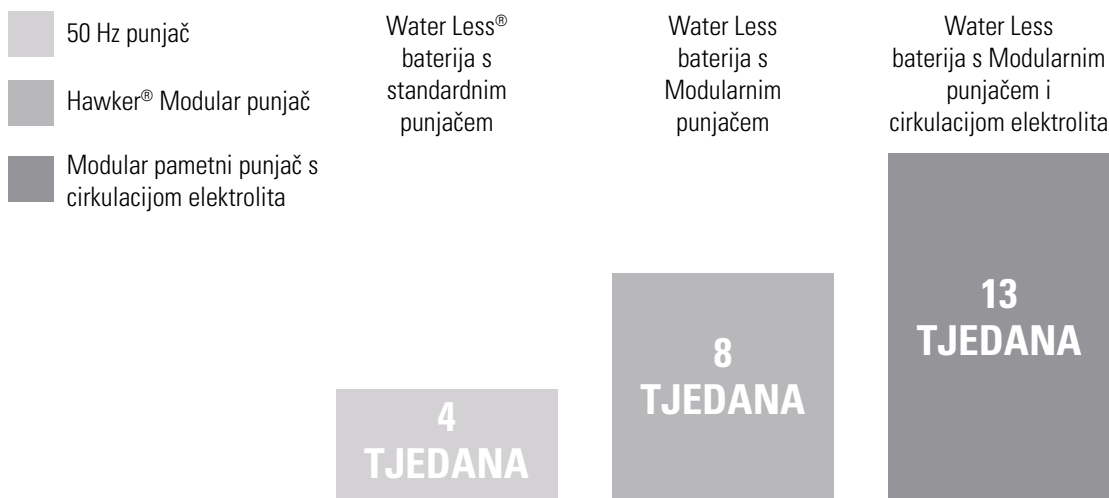 50 Hz punjač
Hawker® Modular punjač
Modular pametni punjač s
cirkulacijom elektrolita
Water Less®
baterija s
standardnim
punjačem
Water Less
baterija s
Modularnim
punjačem
Water Less
baterija s Modularnim
punjačem i
cirkulacijom elektrolita
4
TJEDANA
8
TJEDANA
13
TJEDANA